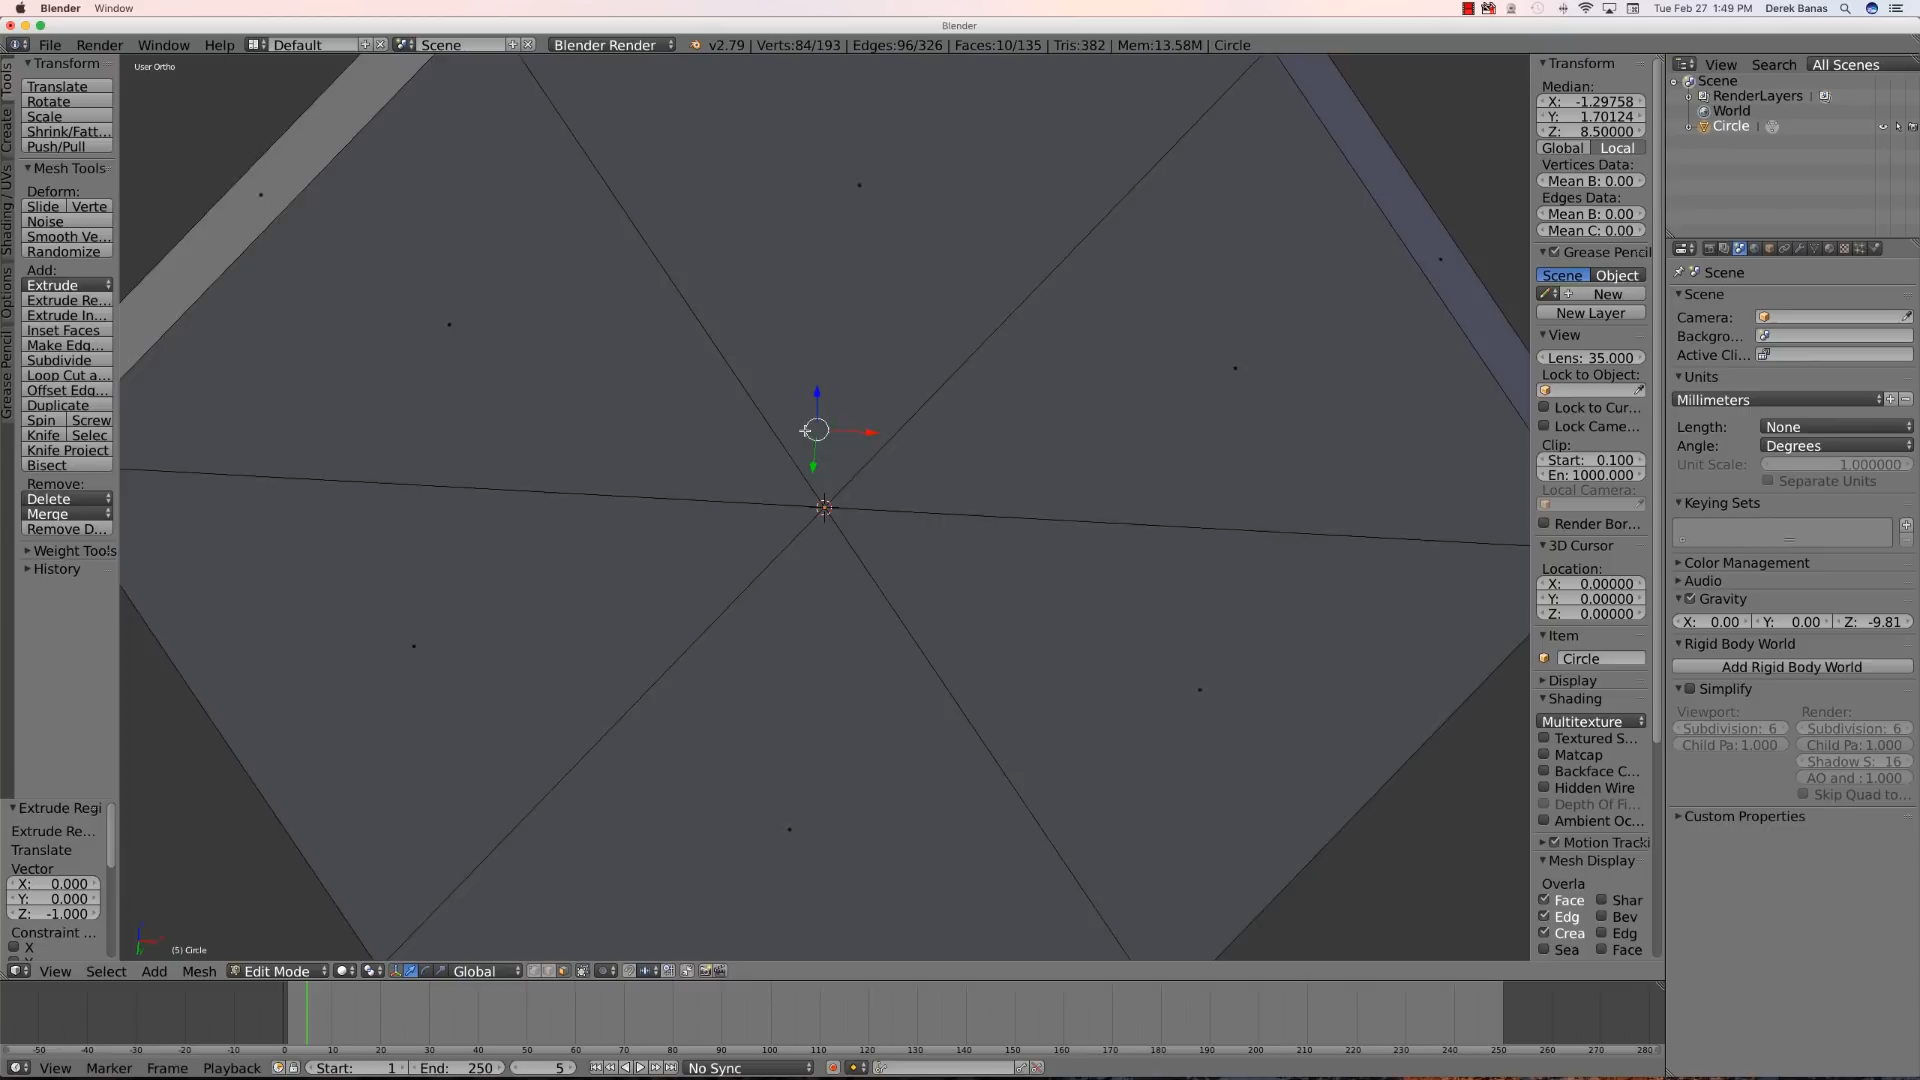 Blender Window Tue Feb 27 1:49 PM Derek Banas
Blender
File Render Window Help Default Scene Blender Render v2.79 | Verts:84/193 | Edges:96/326 | Faces:10/135 | Tris:382 | Mem:13.58M | Circle
Tools
Create
Shading / UVs
Options
Grease Pencil
Transform
Translate
Rotate
Scale
Shrink/Fatt...
Push/Pull
Mesh Tools
Deform:
Slide Verte
Noise
Smooth Ve...
Randomize
Add:
Extrude
Extrude Re...
Extrude In...
Inset Faces
Make Edg...
Subdivide
Loop Cut a...
Offset Edg...
Duplicate
Spin Screw
Knife Selec
Knife Project
Bisect
Remove:
Delete
Merge
Remove D...
Weight Tools
History
Extrude Regi
Extrude Re...
Translate
Vector
X: 0.000
Y: 0.000
Z: -1.000
Constraint ...
X
User Ortho
(5) Circle
Transform
Median:
X: -1.29758
Y: 1.70124
Z: 8.50000
Global Local
Vertices Data:
Mean B: 0.00
Edges Data:
Mean B: 0.00
Mean C: 0.00
Grease Pencil
Scene Object
New
New Layer
View
Lens: 35.000
Lock to Object:
Lock to Cur...
Lock Came...
Clip:
Start: 0.100
En: 1000.000
Local Camera:
Render Bor...
3D Cursor
Location:
X: 0.00000
Y: 0.00000
Z: 0.00000
Item
Circle
Display
Shading
Multitexture
Textured S...
Matcap
Backface C...
Hidden Wire
Depth Of Fi...
Ambient Oc...
Motion Tracki
Mesh Display
Overla
Face Shar
Edg Bev
Crea Edg
Sea Face
View Search All Scenes
Scene
RenderLayers |
World
Circle |
Scene
Scene
Camera:
Backgro...
Active Cli...
Units
Millimeters
Length: None
Angle: Degrees
Unit Scale: 1.000000
Separate Units
Keying Sets
Color Management
Audio
Gravity
X: 0.00 Y: 0.00 Z: -9.81
Rigid Body World
Add Rigid Body World
Simplify
Viewport: Render:
Subdivision: 6 Subdivision: 6
Child Pa: 1.000 Child Pa: 1.000
Shadow S: 16
AO and : 1.000
Skip Quad to...
Custom Properties
View Select Add Mesh Edit Mode Global
-50 -40 -30 -20 -10 0 10 20 30 40 50 60 70 80 90 100 110 120 130 140 150 160 170 180 190 200 210 220 230 240 250 260 270 280
View Marker Frame Playback Start: 1 End: 250 5 No Sync